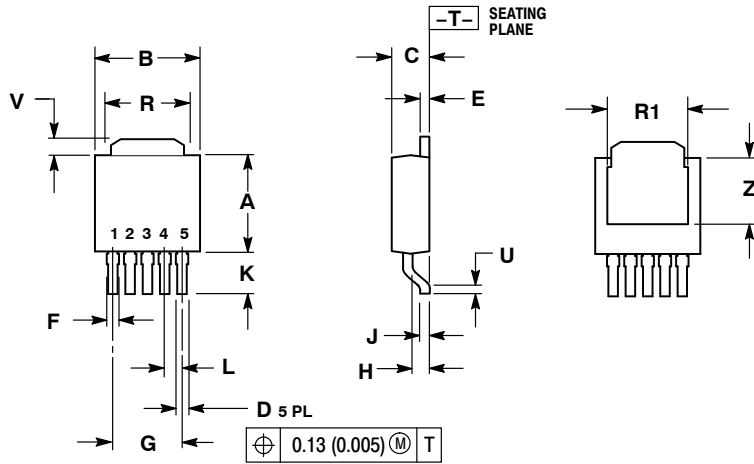 –T– SEATING
PLANE
B
C
V
R
E
R1
A
Z
1 2 3 4 5
K
U
F
J
L
H
D 5 PL
G
⌖ 0.13 (0.005) Ⓜ T